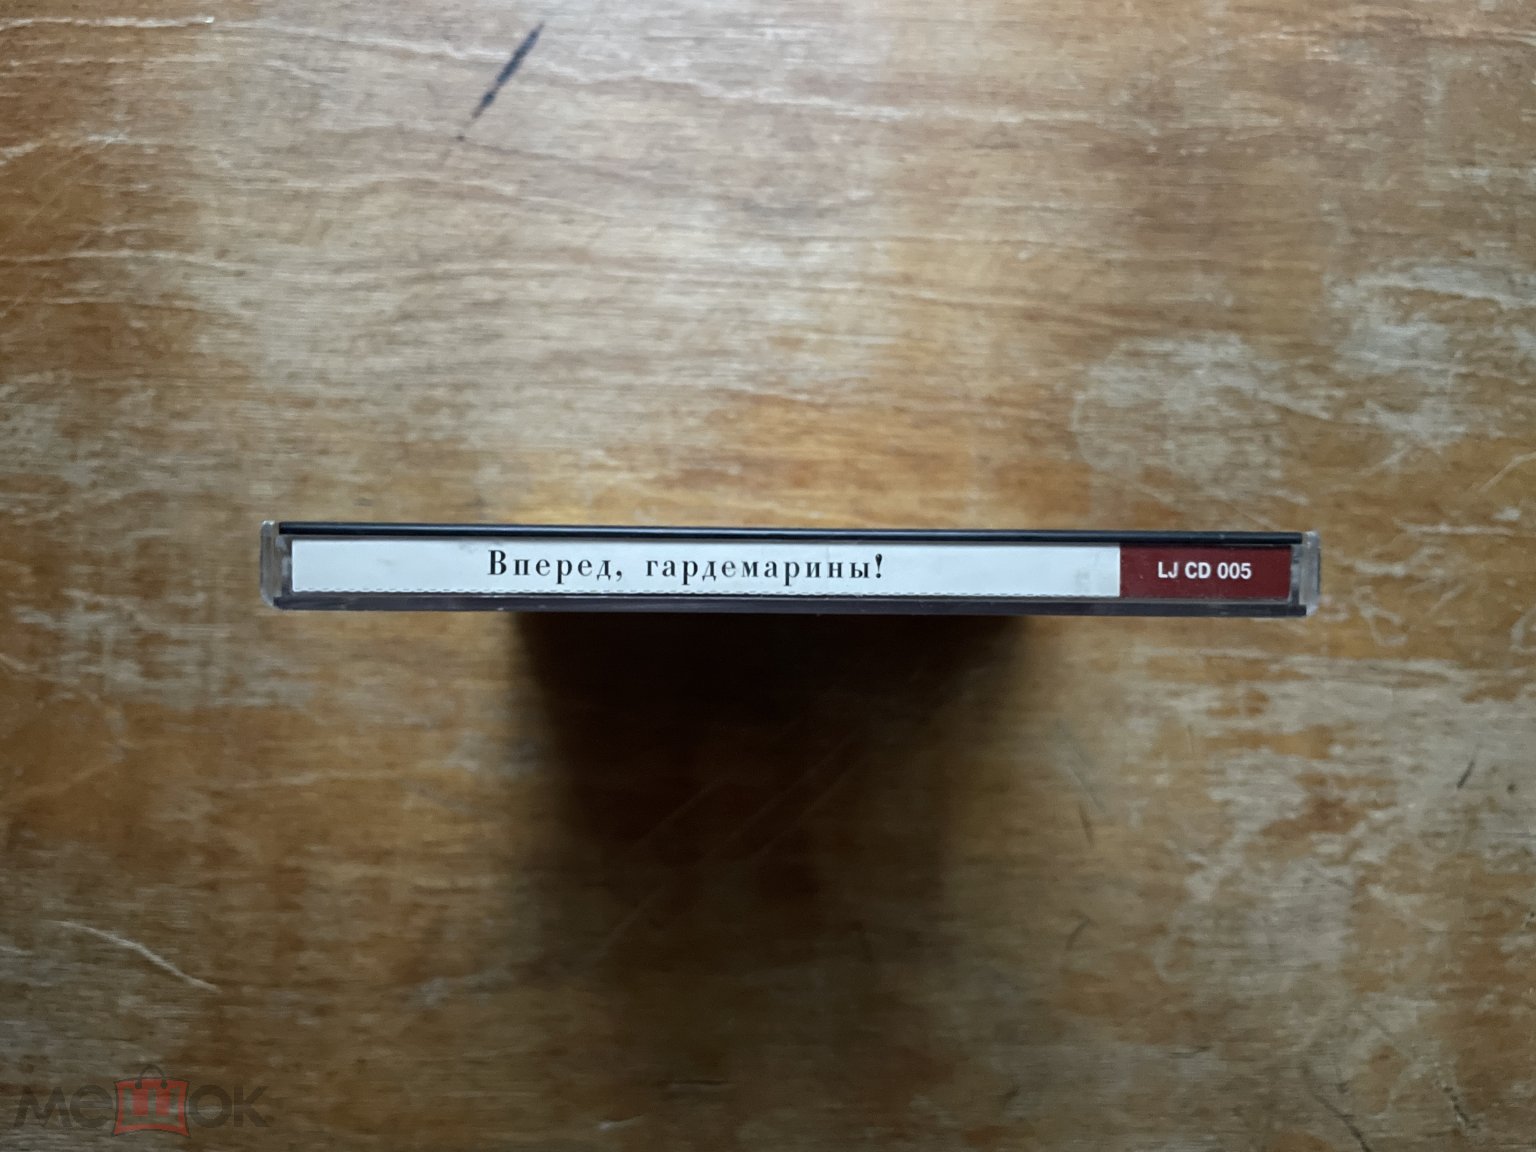 Вперед, гардемарины!
LJ CD 005
мешок